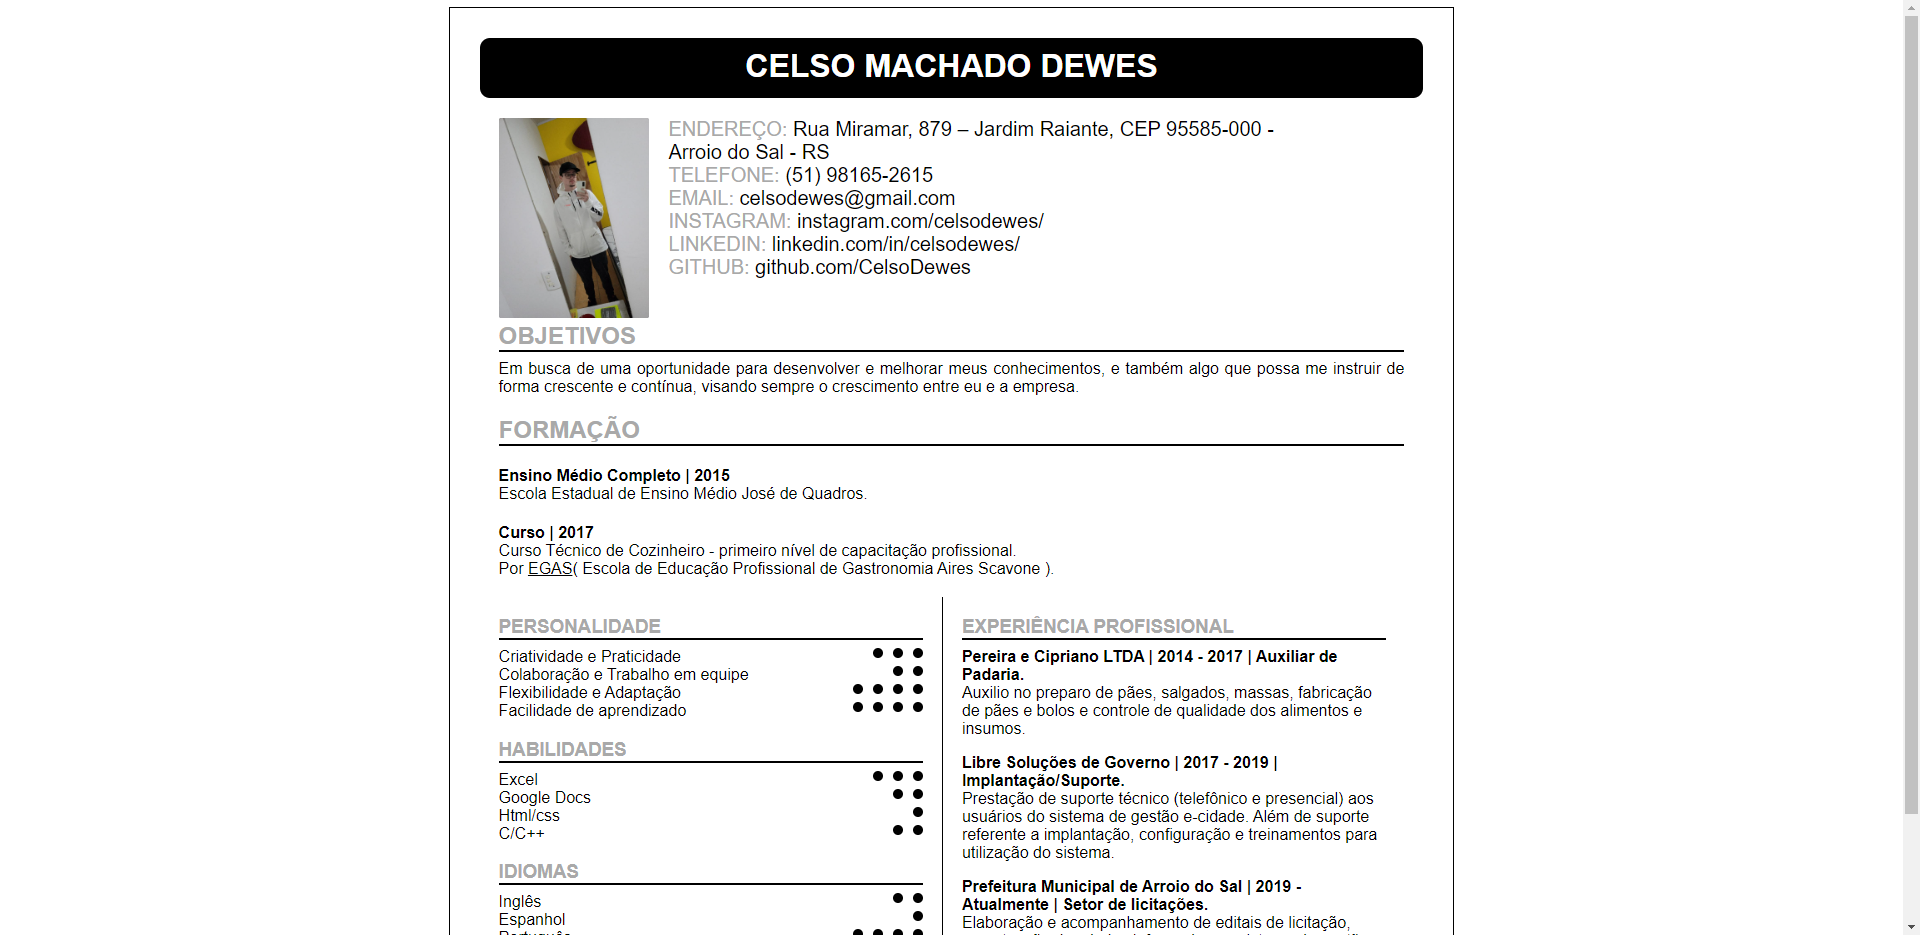 CELSO MACHADO DEWES
ENDEREÇO: Rua Miramar, 879 – Jardim Raiante, CEP 95585-000 -
Arroio do Sal - RS
TELEFONE: (51) 98165-2615
EMAIL: celsodewes@gmail.com
INSTAGRAM: instagram.com/celsodewes/
LINKEDIN: linkedin.com/in/celsodewes/
GITHUB: github.com/CelsoDewes
OBJETIVOS
Em busca de uma oportunidade para desenvolver e melhorar meus conhecimentos, e também algo que possa me instruir de
forma crescente e contínua, visando sempre o crescimento entre eu e a empresa.
FORMAÇÃO
Ensino Médio Completo | 2015
Escola Estadual de Ensino Médio José de Quadros.
Curso | 2017
Curso Técnico de Cozinheiro - primeiro nível de capacitação profissional.
Por EGAS( Escola de Educação Profissional de Gastronomia Aires Scavone ).
PERSONALIDADE
Criatividade e Praticidade
Colaboração e Trabalho em equipe
Flexibilidade e Adaptação
Facilidade de aprendizado
HABILIDADES
Excel
Google Docs
Html/css
C/C++
IDIOMAS
Inglês
Espanhol
Português
EXPERIÊNCIA PROFISSIONAL
Pereira e Cipriano LTDA | 2014 - 2017 | Auxiliar de
Padaria.
Auxilio no preparo de pães, salgados, massas, fabricação
de pães e bolos e controle de qualidade dos alimentos e
insumos.
Libre Soluções de Governo | 2017 - 2019 |
Implantação/Suporte.
Prestação de suporte técnico (telefônico e presencial) aos
usuários do sistema de gestão e-cidade. Além de suporte
referente a implantação, configuração e treinamentos para
utilização do sistema.
Prefeitura Municipal de Arroio do Sal | 2019 -
Atualmente | Setor de licitações.
Elaboração e acompanhamento de editais de licitação,